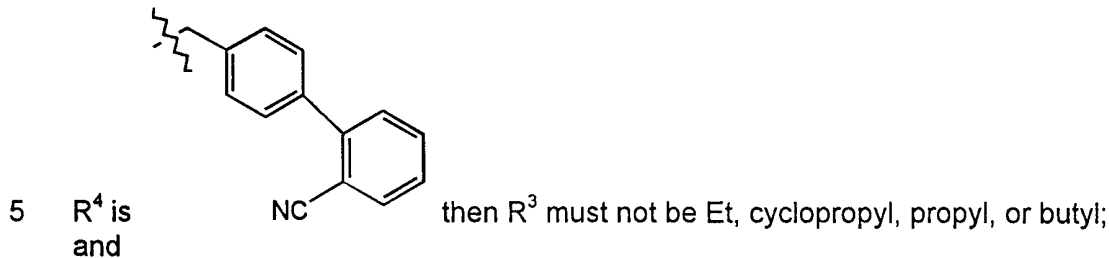 5 R⁴ is NC then R³ must not be Et, cyclopropyl, propyl, or butyl;
and